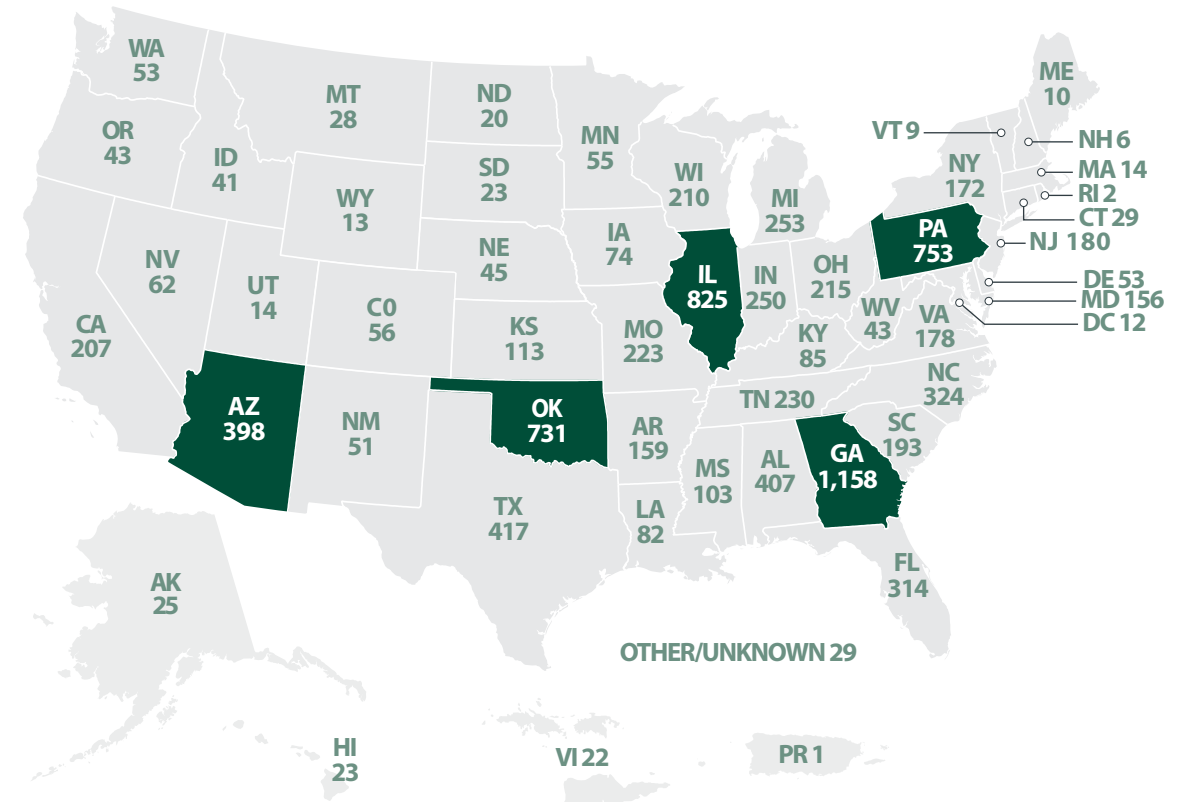 WA
53
OR
43
ID
41
MT
28
ND
20
SD
23
WY
13
NE
45
MN
55
IA
74
WI
210
MI
253
NV
62
UT
14
C0
56
KS
113
MO
223
IL
825
IN
250
OH
215
KY
85
WV
43
VA
178
PA
753
NY
172
ME
10
VT 9
NH 6
MA 14
RI 2
CT 29
NJ 180
DE 53
MD 156
DC 12
CA
207
AZ
398
NM
51
OK
731
AR
159
TN 230
NC
324
SC
193
MS
103
AL
407
GA
1,158
TX
417
LA
82
FL
314
AK
25
OTHER/UNKNOWN 29
HI
23
VI 22
PR 1